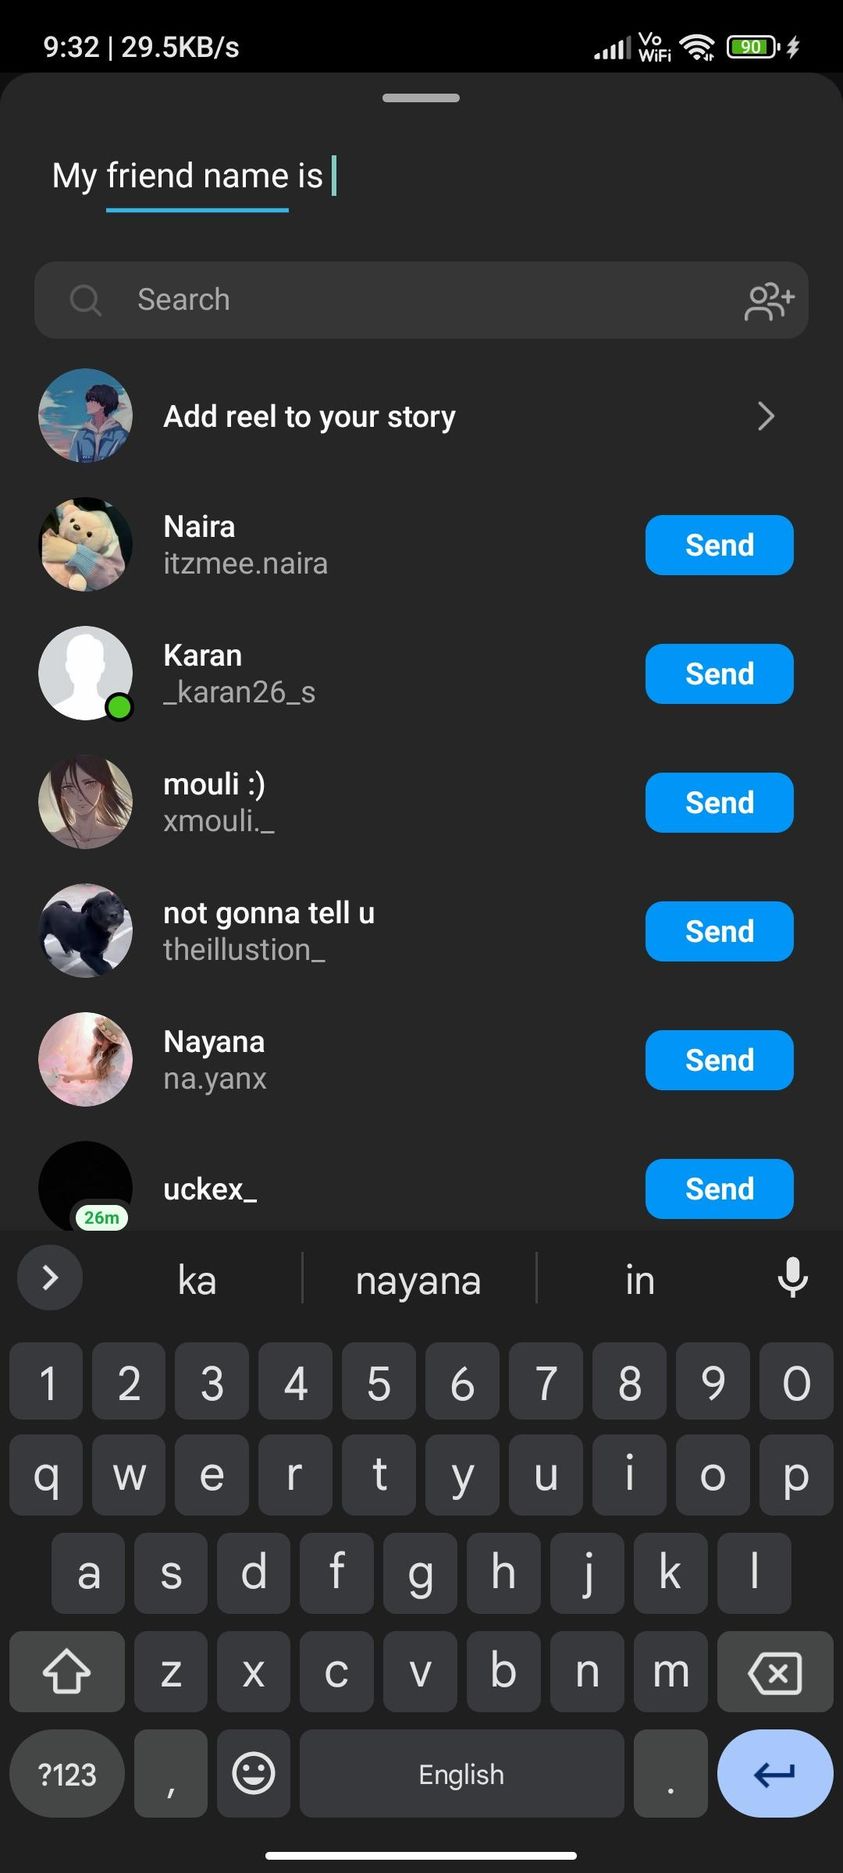 9:32 | 29.5KB/s Vo WiFi 90
My friend name is
Search
Add reel to your story
Naira
itzmee.naira
Send
Karan
_karan26_s
Send
mouli :)
xmouli._
Send
not gonna tell u
theillustion_
Send
Nayana
na.yanx
Send
uckex_
26m
Send
ka nayana in
1 2 3 4 5 6 7 8 9 0
q w e r t y u i o p
a s d f g h j k l
z x c v b n m
?123 , English .